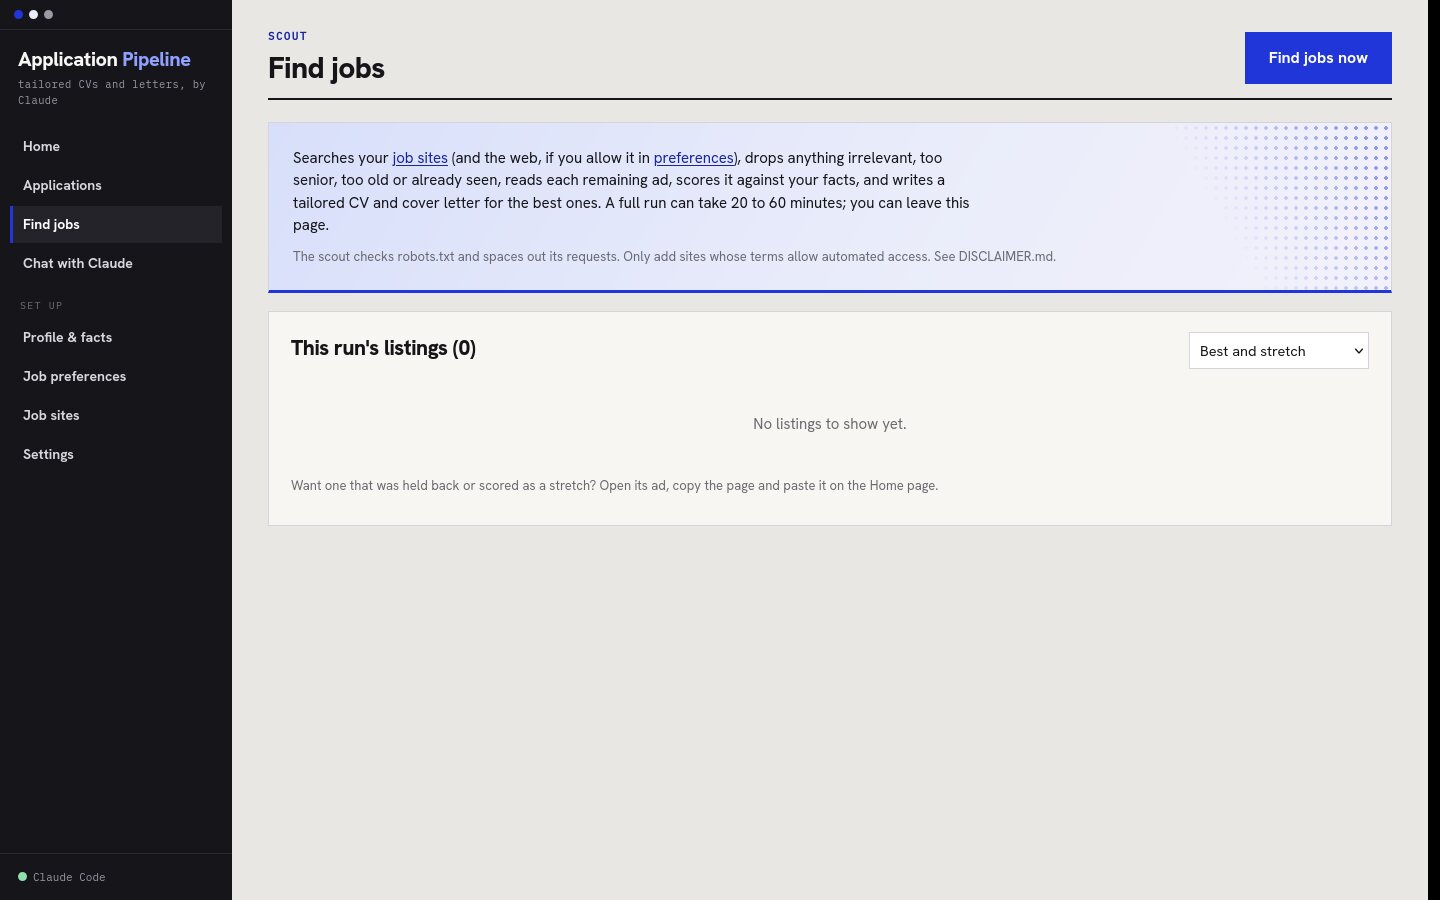 Application Pipeline
tailored CVs and letters, by
Claude
Home
Applications
Find jobs
Chat with Claude
SET UP
Profile & facts
Job preferences
Job sites
Settings
Claude Code
SCOUT
Find jobs
Find jobs now
Searches your job sites (and the web, if you allow it in preferences), drops anything irrelevant, too
senior, too old or already seen, reads each remaining ad, scores it against your facts, and writes a
tailored CV and cover letter for the best ones. A full run can take 20 to 60 minutes; you can leave this
page.
The scout checks robots.txt and spaces out its requests. Only add sites whose terms allow automated access. See DISCLAIMER.md.
This run's listings (0)
Best and stretch
No listings to show yet.
Want one that was held back or scored as a stretch? Open its ad, copy the page and paste it on the Home page.